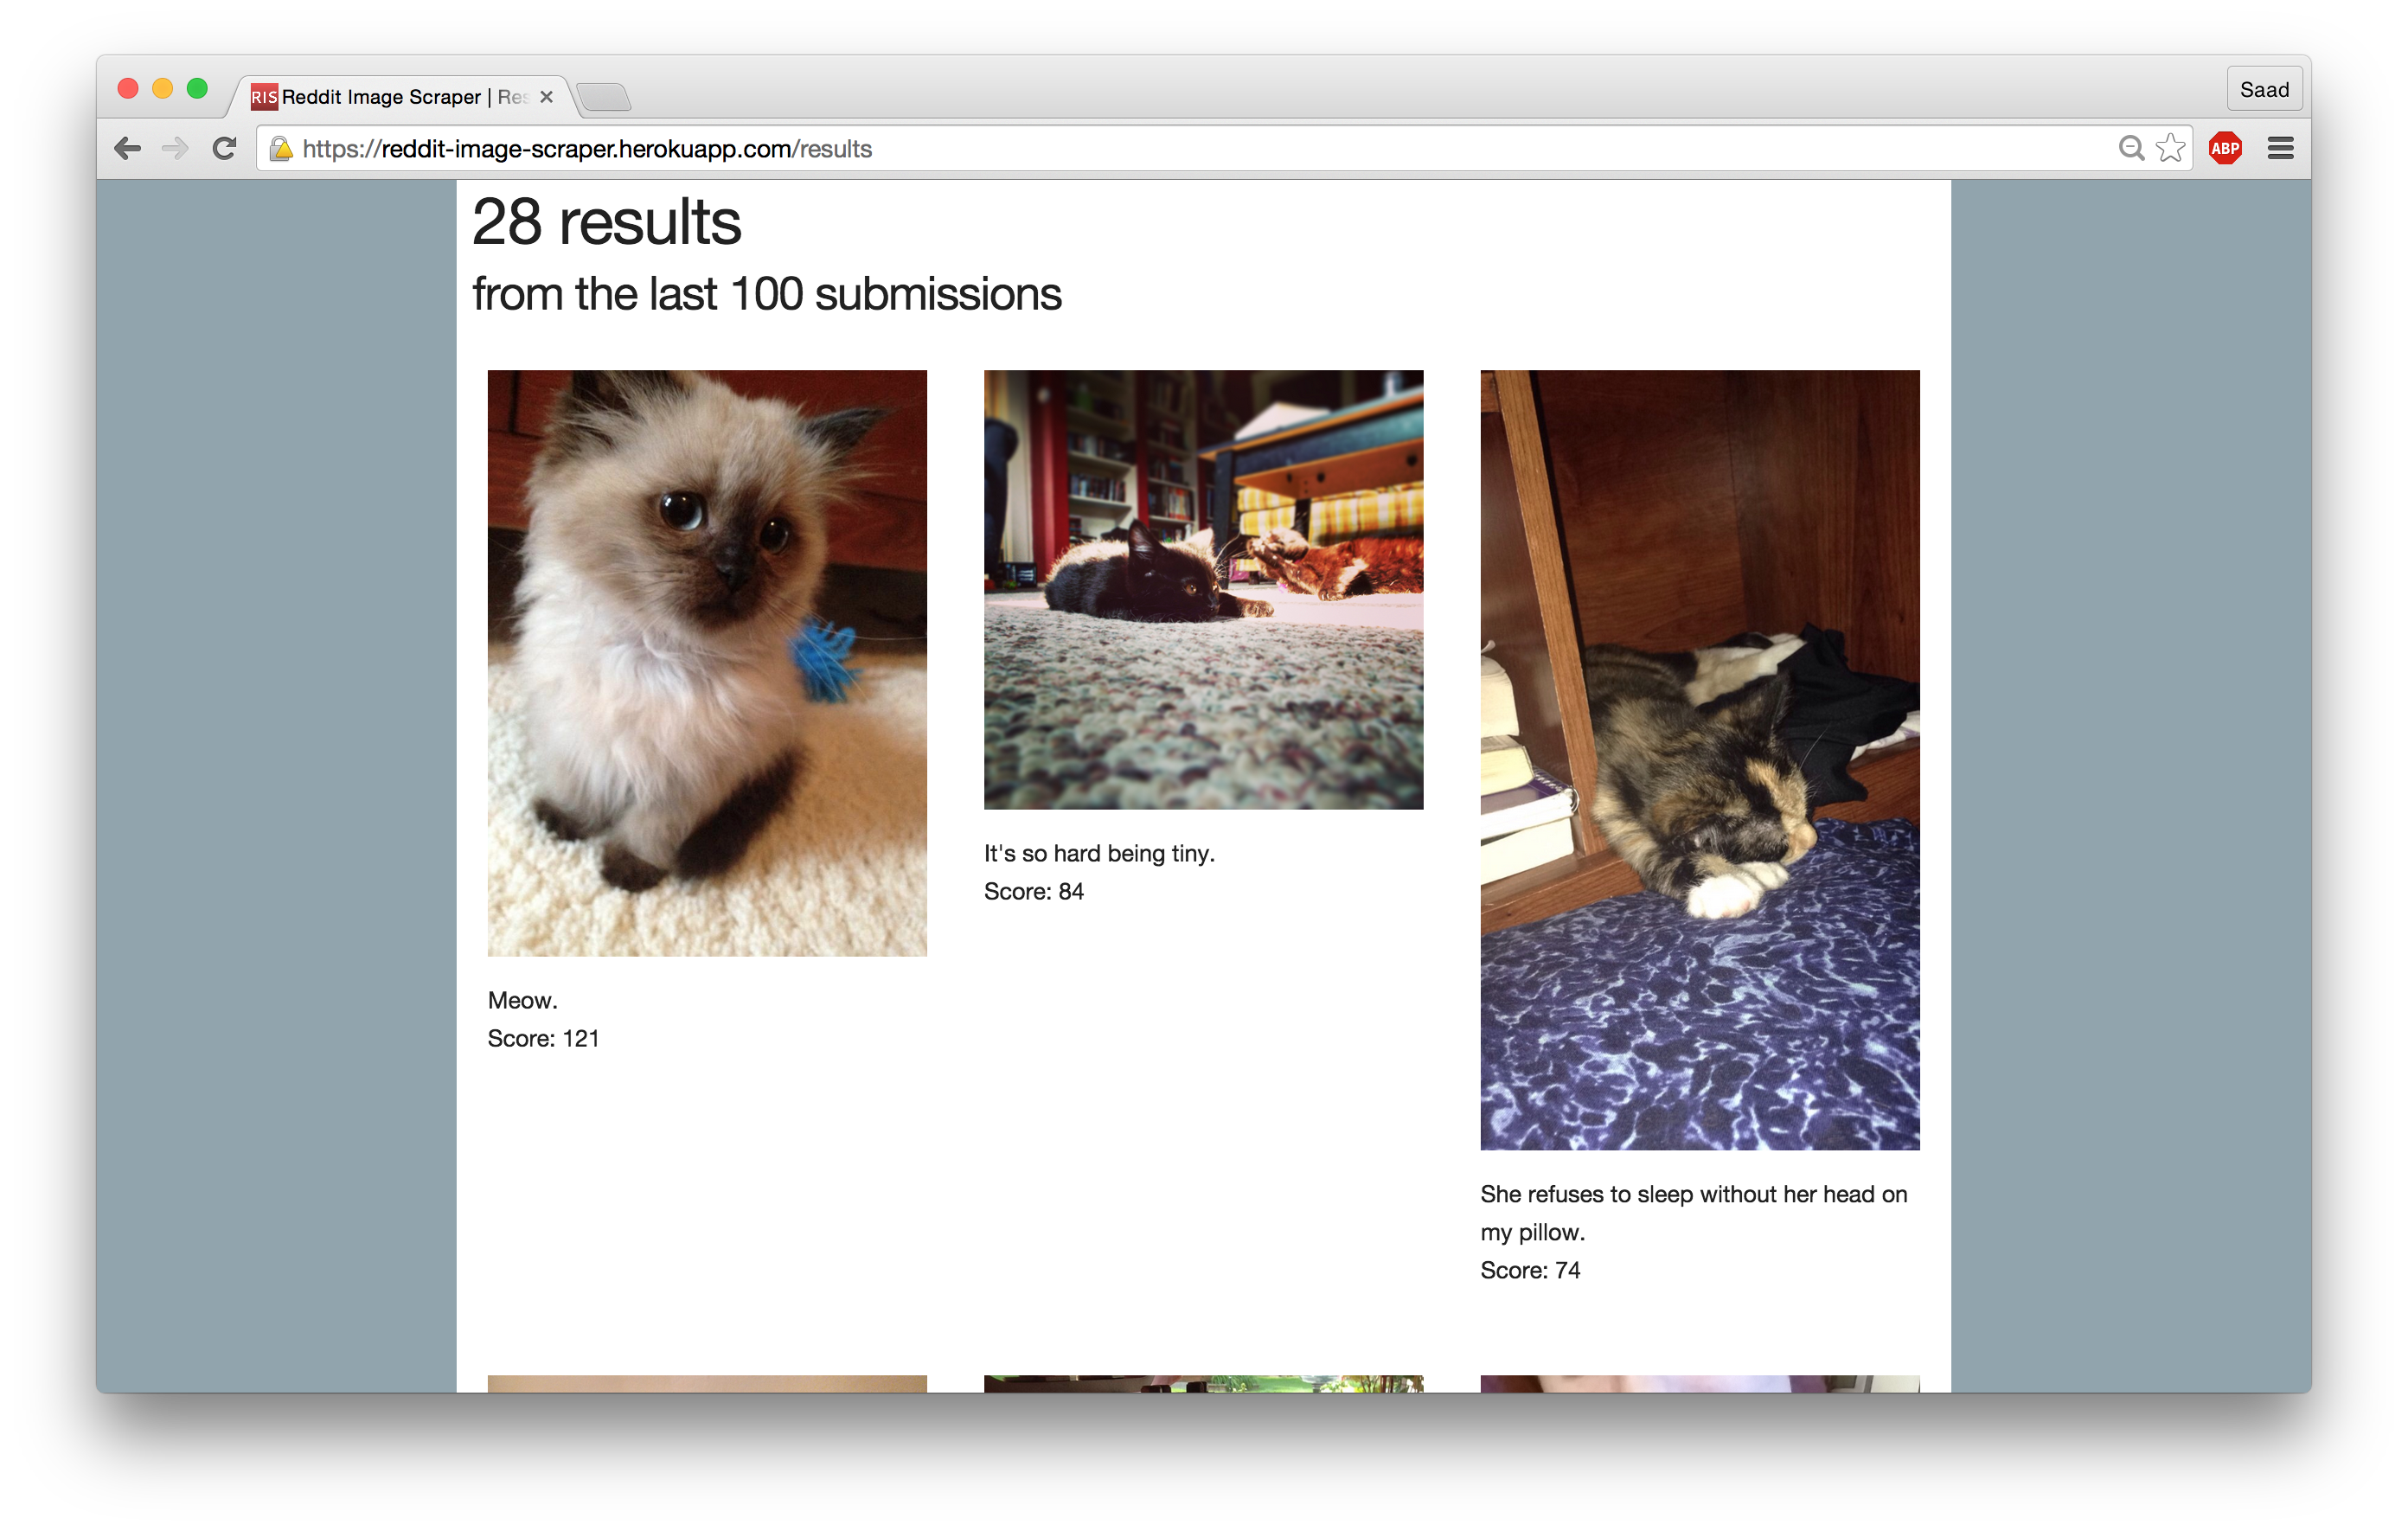 RIS Reddit Image Scraper | Res
Saad
https://reddit-image-scraper.herokuapp.com/results
ABP
28 results
from the last 100 submissions
Meow.
Score: 121
It's so hard being tiny.
Score: 84
She refuses to sleep without her head on
my pillow.
Score: 74